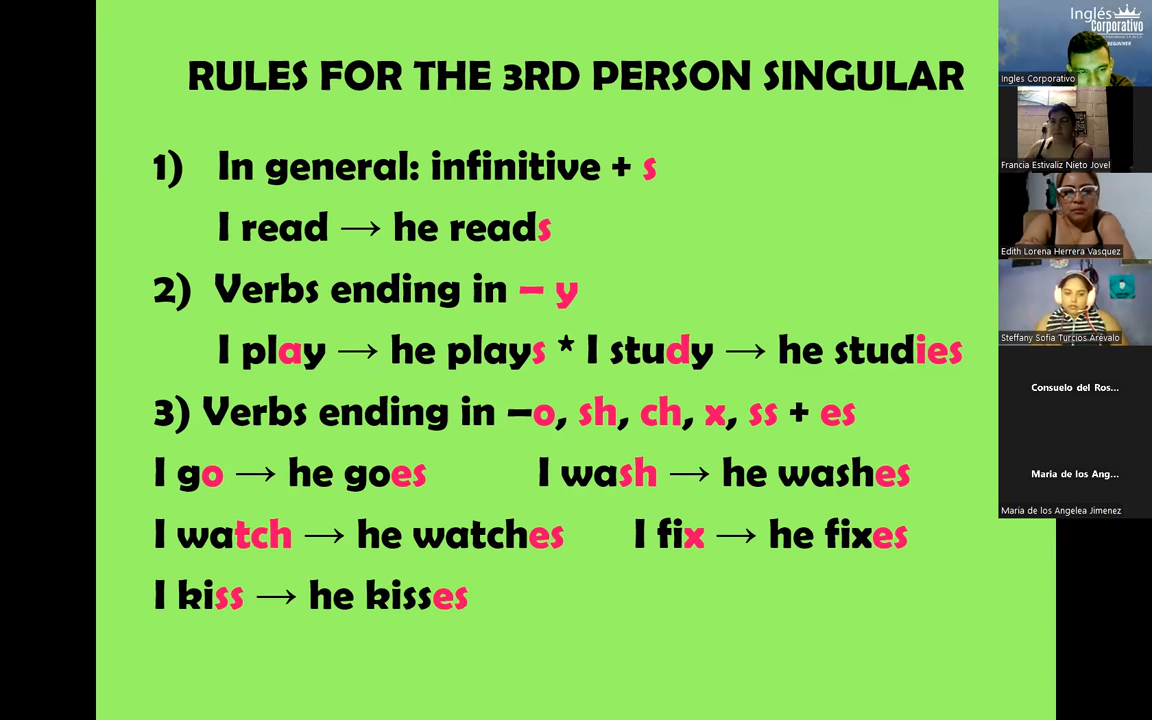 RULES FOR THE 3RD PERSON SINGULAR
1) In general: infinitive + s
I read → he reads
2) Verbs ending in – y
I play → he plays * I study → he studies
3) Verbs ending in –o, sh, ch, x, ss + es
I go → he goes I wash → he washes
I watch → he watches I fix → he fixes
I kiss → he kisses
Inglés
Corporativo
BEGINNER
Ingles Corporativo
Francia Estivaliz Nieto Jovel
Edith Lorena Herrera Vasquez
Steffany Sofia Turcios Arévalo
Consuelo del Ros...
Maria de los Ang...
Maria de los Angelea Jimenez